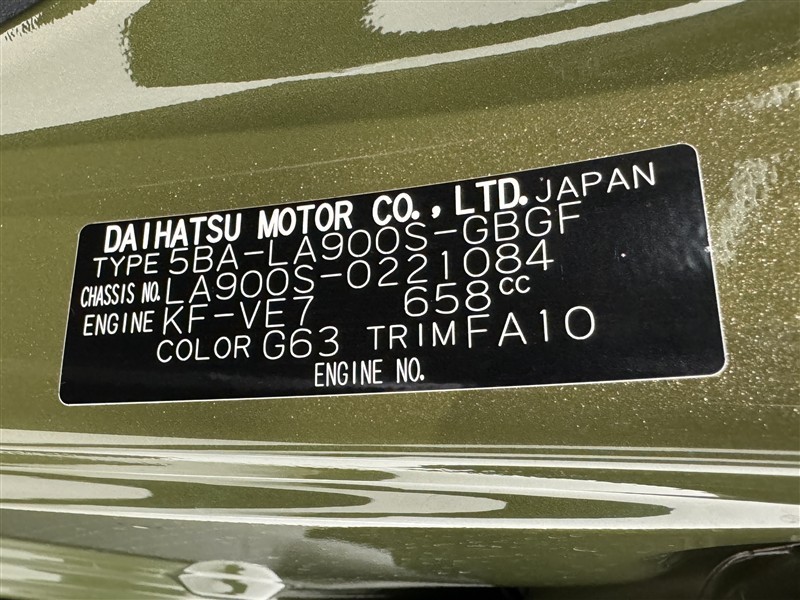 DAIHATSU MOTOR CO., LTD. JAPAN
TYPE 5BA-LA900S-GBGF
CHASSIS NO. LA900S-0221084
ENGINE KF-VE7 658cc
COLOR G63 TRIM FA10
ENGINE NO.